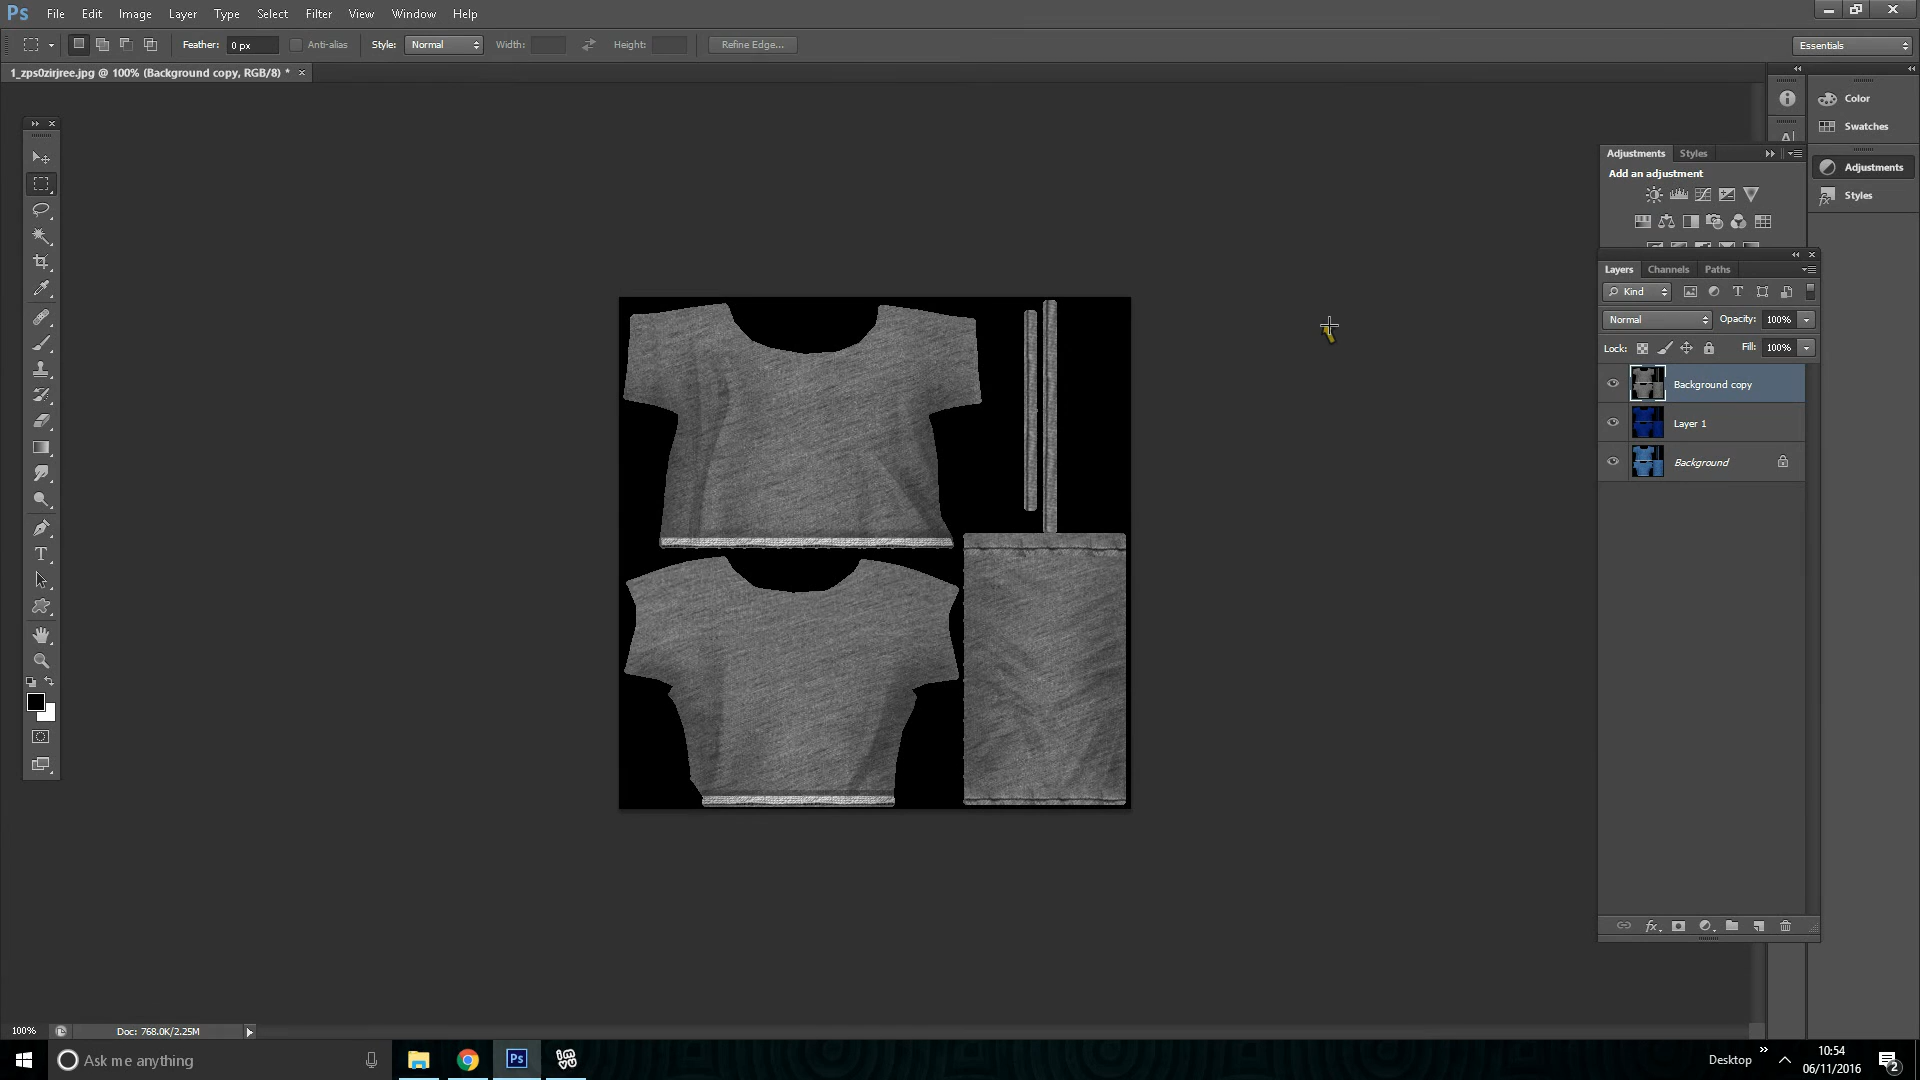 Ps File Edit Image Layer Type Select Filter View Window Help
Feather: 0 px Anti-alias Style: Normal Width: Height: Refine Edge... Essentials
1_zps0zirjree.jpg @ 100% (Background copy, RGB/8) *
Color
Swatches
Adjustments
Styles
Adjustments Styles
Add an adjustment
Layers Channels Paths
Kind
Normal Opacity: 100%
Lock: Fill: 100%
Background copy
Layer 1
Background
fx
100% Doc: 768.0K/2.25M
Ask me anything
Ps
Desktop
10:54
06/11/2016
2